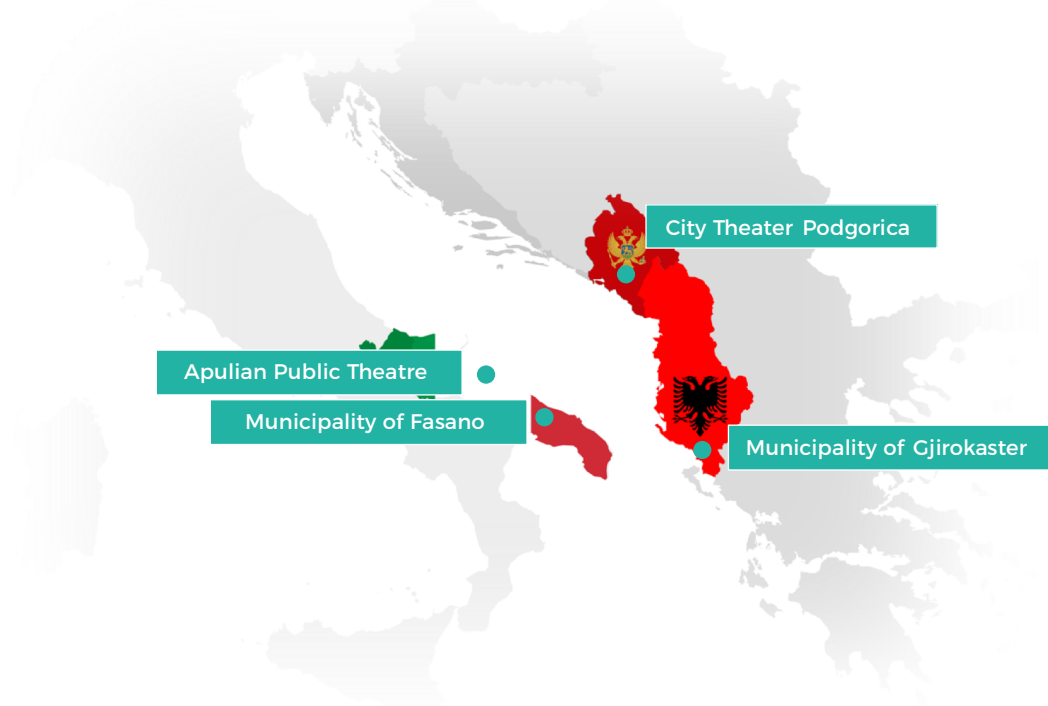 City Theater Podgorica
Apulian Public Theatre
Municipality of Fasano
Municipality of Gjirokaster